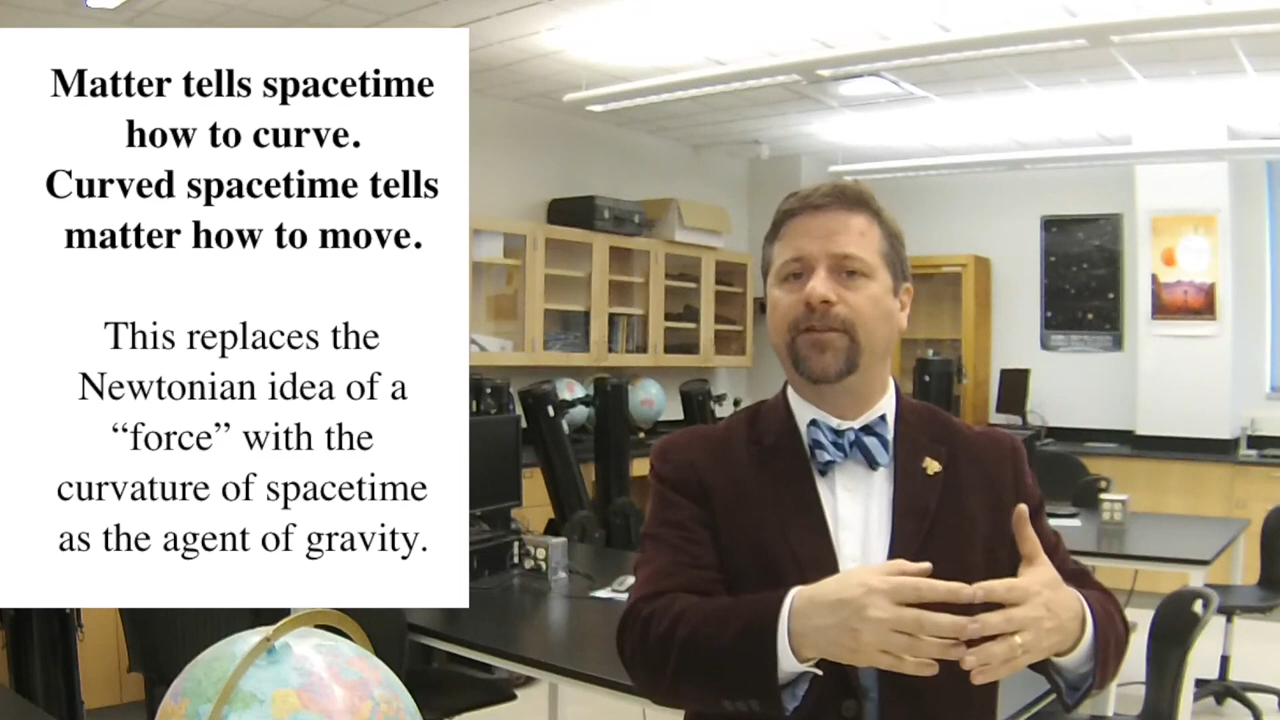 Matter tells spacetime
how to curve.
Curved spacetime tells
matter how to move.
This replaces the
Newtonian idea of a
“force” with the
curvature of spacetime
as the agent of gravity.